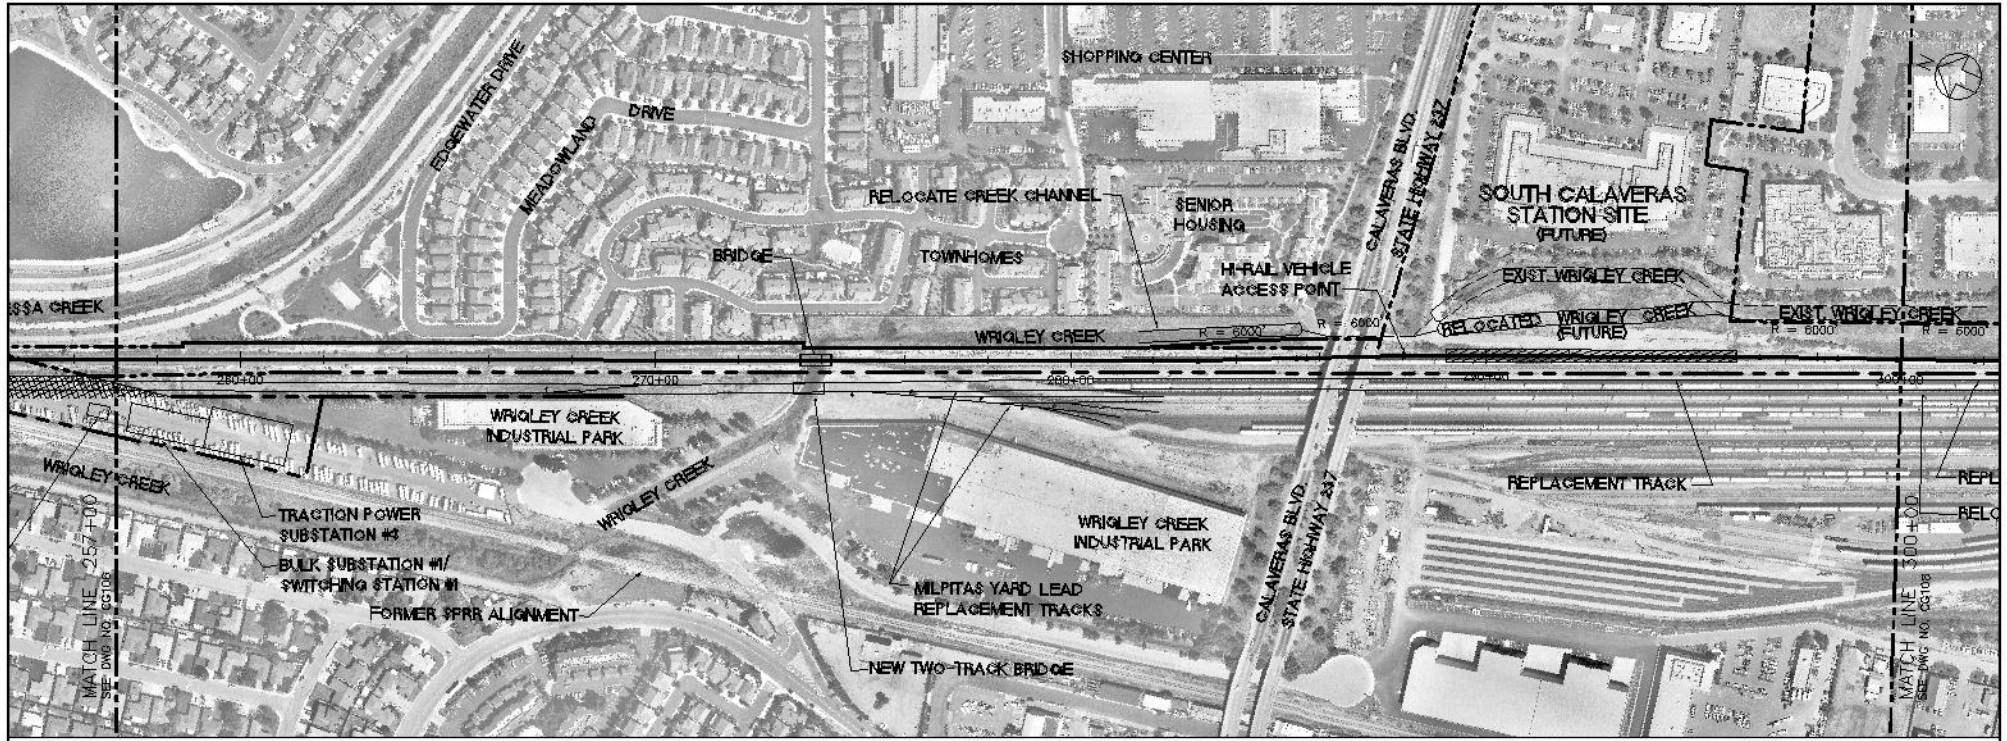 SHOPPING CENTER
N
EDGEWATER DRIVE
MEADOWLAND
DRIVE
CALAVERAS BLVD.
STATE HIGHWAY 237
RELOCATE CREEK CHANNEL
SENIOR
HOUSING
SOUTH CALAVERAS
STATION SITE
(FUTURE)
BRIDGE
TOWNHOMES
HI-RAIL VEHICLE
ACCESS POINT
EXIST. WRIGLEY CREEK
SSA CREEK
WRIGLEY CREEK
R = 6000'
R = 6000'
RELOCATED WRIGLEY CREEK
(FUTURE)
EXIST. WRIGLEY CREEK
R = 6000'
R = 6000'
260+00
270+00
280+00
290+00
300+00
WRIGLEY CREEK
INDUSTRIAL PARK
WRIGLEY CREEK
WRIGLEY CREEK
REPLACEMENT TRACK
REPL
RELO
TRACTION POWER
SUBSTATION #3
BULK SUBSTATION #1/
SWITCHING STATION #1
FORMER SPRR ALIGNMENT
WRIGLEY CREEK
INDUSTRIAL PARK
MILPITAS YARD LEAD
REPLACEMENT TRACKS
CALAVERAS BLVD.
STATE HIGHWAY 237
NEW TWO-TRACK BRIDGE
MATCH LINE 257+00
SEE DWG NO. CG106
MATCH LINE 300+00
SEE DWG NO. CG108